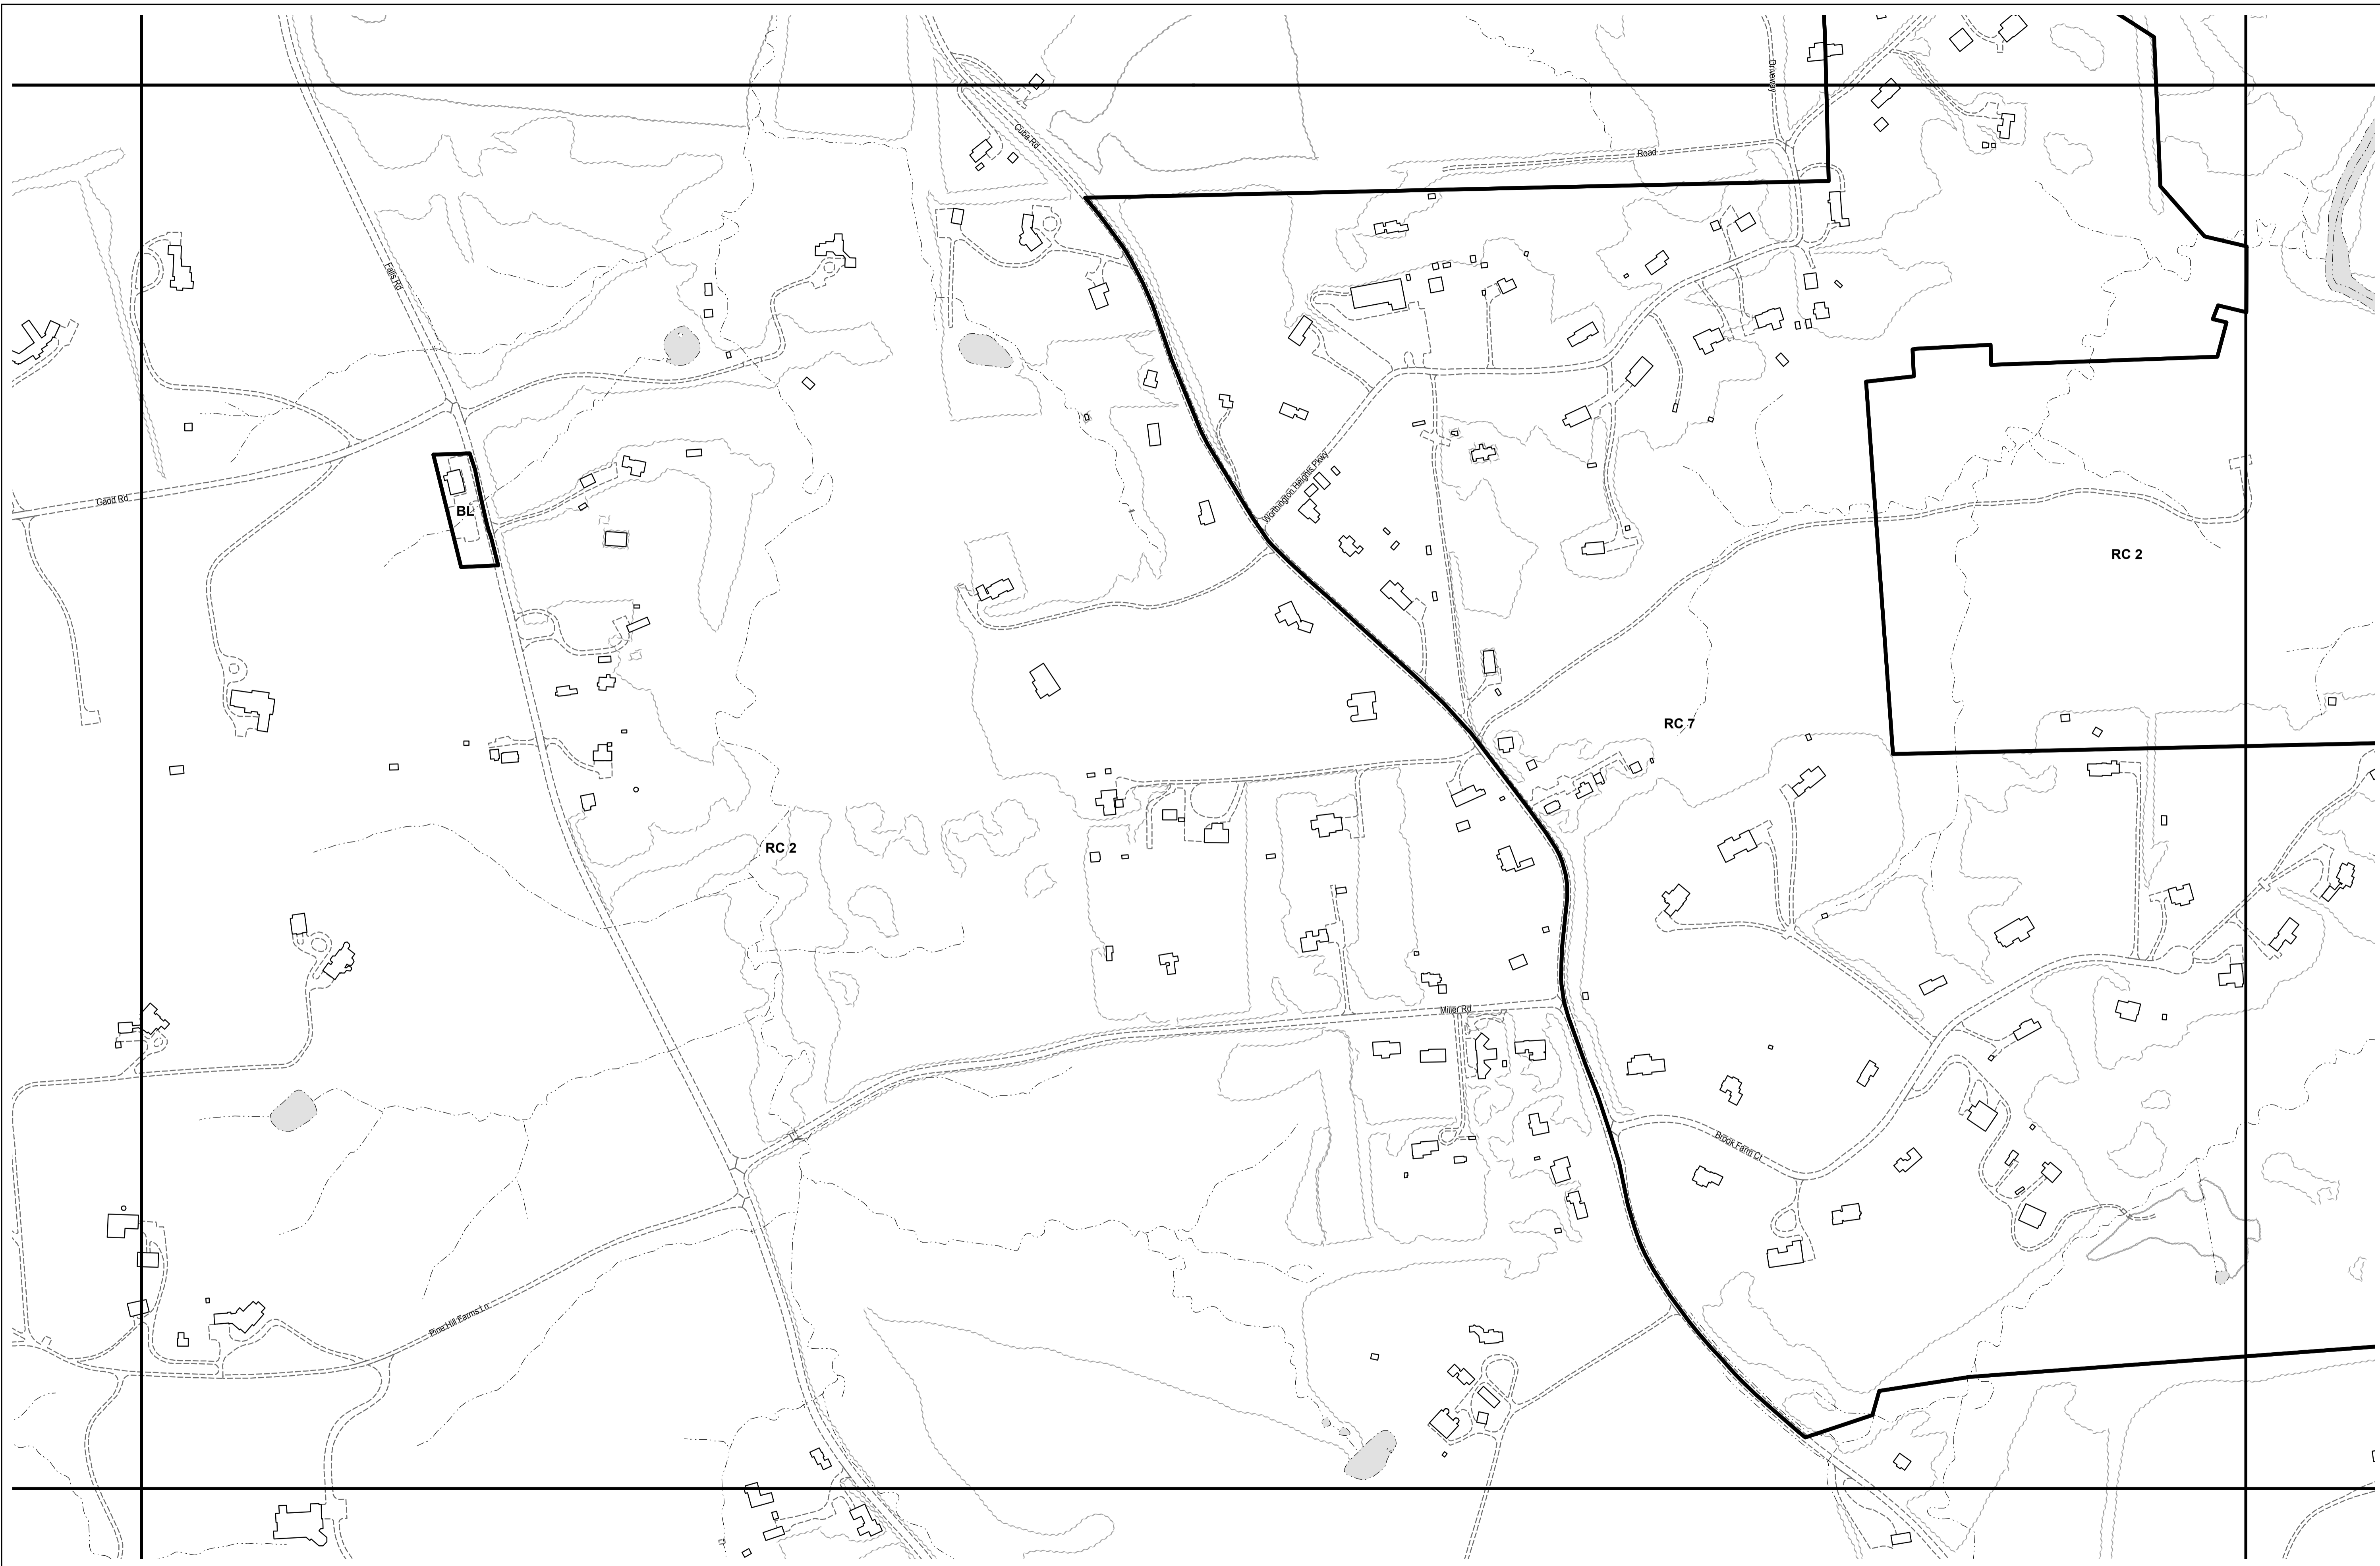 Driveway
Cuba Rd
Road
Falls Rd
Worthington Heights Pkwy
Gadd Rd
BL
RC 2
RC 7
RC 2
Miller Rd
Brook Farm Ct
Pine Hill Farms Ln